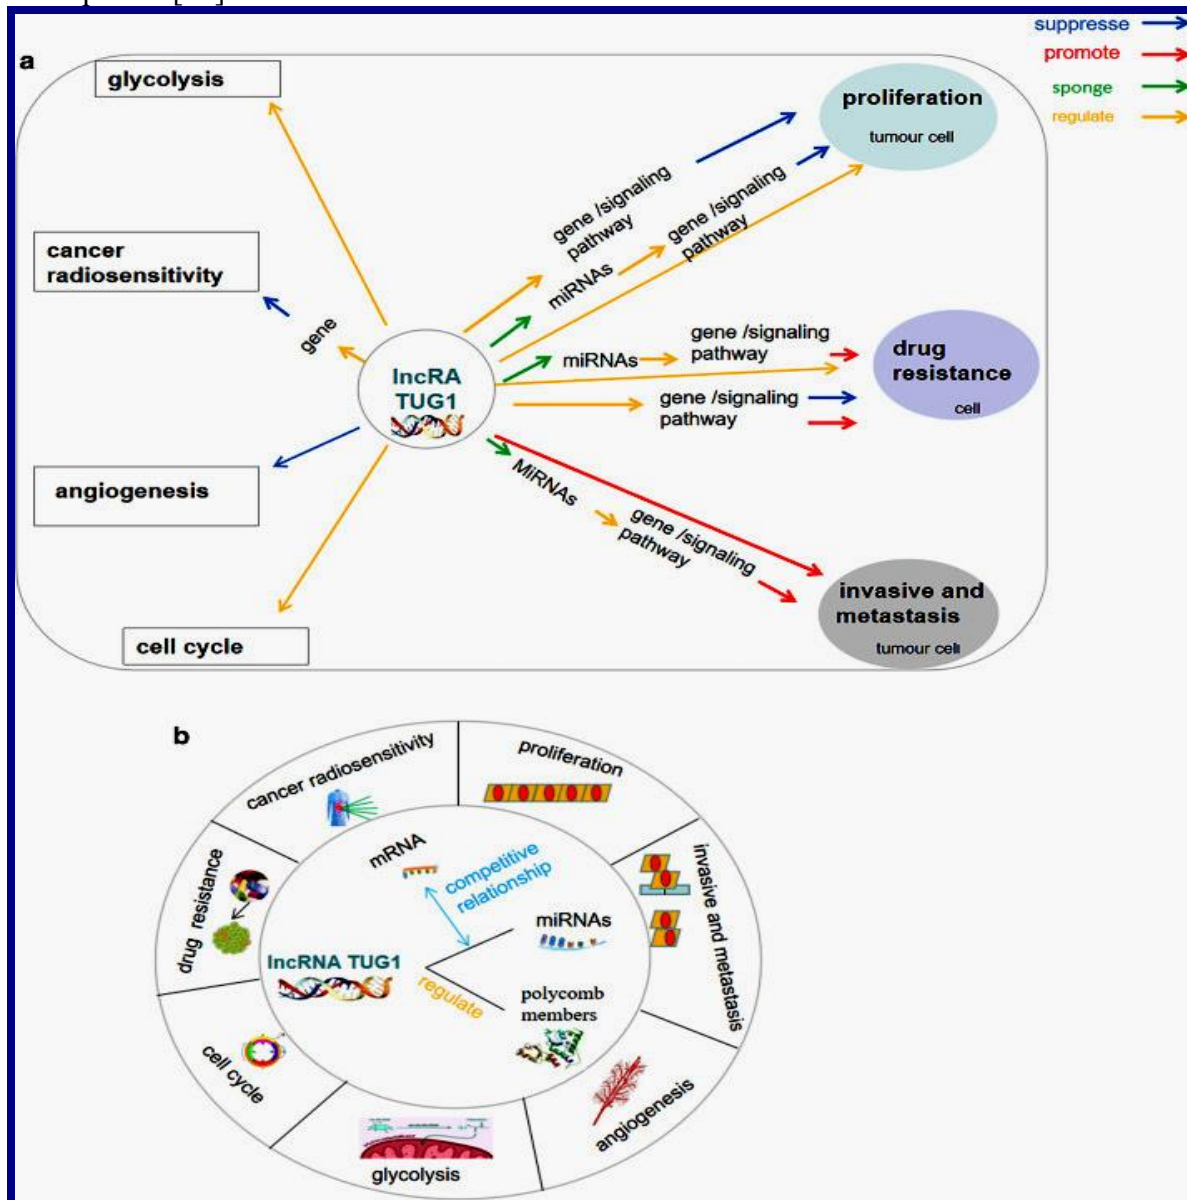 suppresse
promote
sponge
regulate
a
glycolysis
cancer
radiosensitivity
gene
angiogenesis
cell cycle
lncRA
TUG1
gene /signaling
pathway
miRNAs
gene /signaling
pathway
proliferation
tumour cell
miRNAs
gene /signaling
pathway
gene /signaling
pathway
drug
resistance
cell
MiRNAs
gene /signaling
pathway
invasive and
metastasis
tumour cell
b
cancer radiosensitivity
proliferation
invasive and metastasis
angiogenesis
glycolysis
cell cycle
drug resistance
mRNA
competitive
relationship
miRNAs
lncRNA TUG1
regulate
polycomb
members